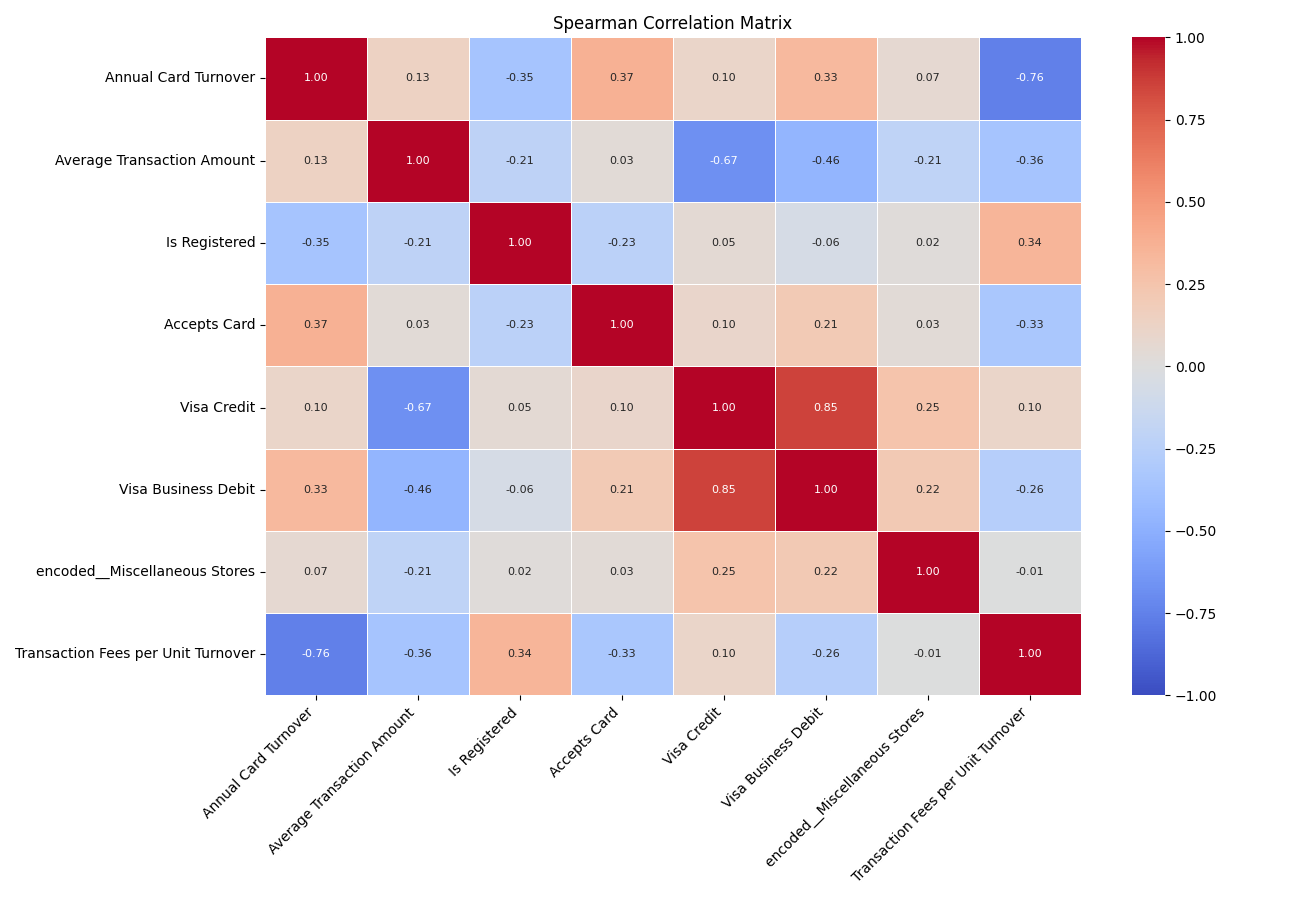 Spearman Correlation Matrix
Annual Card Turnover 1.00 0.13 -0.35 0.37 0.10 0.33 0.07 -0.76
Average Transaction Amount 0.13 1.00 -0.21 0.03 -0.67 -0.46 -0.21 -0.36
Is Registered -0.35 -0.21 1.00 -0.23 0.05 -0.06 0.02 0.34
Accepts Card 0.37 0.03 -0.23 1.00 0.10 0.21 0.03 -0.33
Visa Credit 0.10 -0.67 0.05 0.10 1.00 0.85 0.25 0.10
Visa Business Debit 0.33 -0.46 -0.06 0.21 0.85 1.00 0.22 -0.26
encoded__Miscellaneous Stores 0.07 -0.21 0.02 0.03 0.25 0.22 1.00 -0.01
Transaction Fees per Unit Turnover -0.76 -0.36 0.34 -0.33 0.10 -0.26 -0.01 1.00
Annual Card Turnover
Average Transaction Amount
Is Registered
Accepts Card
Visa Credit
Visa Business Debit
encoded__Miscellaneous Stores
Transaction Fees per Unit Turnover
1.00
0.75
0.50
0.25
0.00
−0.25
−0.50
−0.75
−1.00